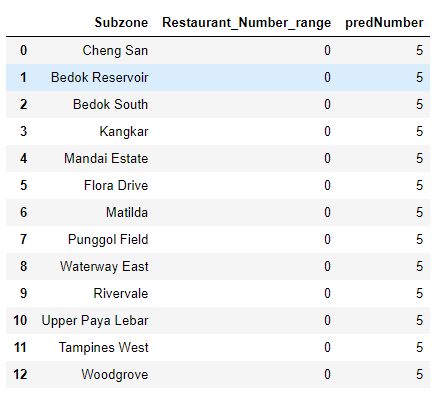 Subzone Restaurant_Number_range predNumber
0 Cheng San 0 5
1 Bedok Reservoir 0 5
2 Bedok South 0 5
3 Kangkar 0 5
4 Mandai Estate 0 5
5 Flora Drive 0 5
6 Matilda 0 5
7 Punggol Field 0 5
8 Waterway East 0 5
9 Rivervale 0 5
10 Upper Paya Lebar 0 5
11 Tampines West 0 5
12 Woodgrove 0 5